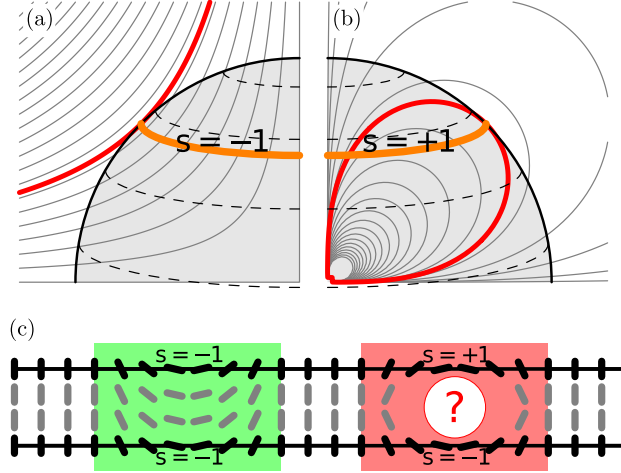 (a)
(b)
s = −1
s = +1
(c)
s = −1
s = +1
?
s = −1
s = −1